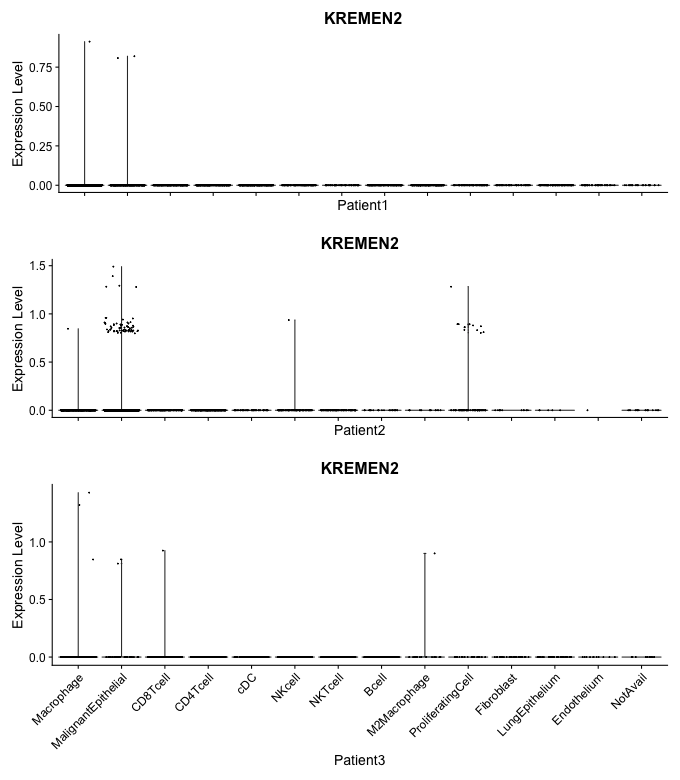 KREMEN2
Expression Level
0.75
0.50
0.25
0.00
Patient1
KREMEN2
Expression Level
1.5
1.0
0.5
0.0
Patient2
KREMEN2
Expression Level
1.0
0.5
0.0
Macrophage
MalignantEpithelial
CD8Tcell
CD4Tcell
cDC
NKcell
NKTcell
Bcell
M2Macrophage
ProliferatingCell
Fibroblast
LungEpithelium
Endothelium
NotAvail
Patient3